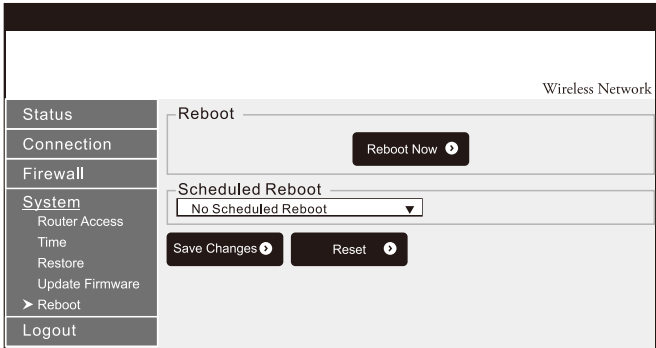 Wireless Network
Status
Connection
Firewall
System
Router Access
Time
Restore
Update Firmware
➤ Reboot
Logout
Reboot
Reboot Now
Scheduled Reboot
No Scheduled Reboot
Save Changes
Reset